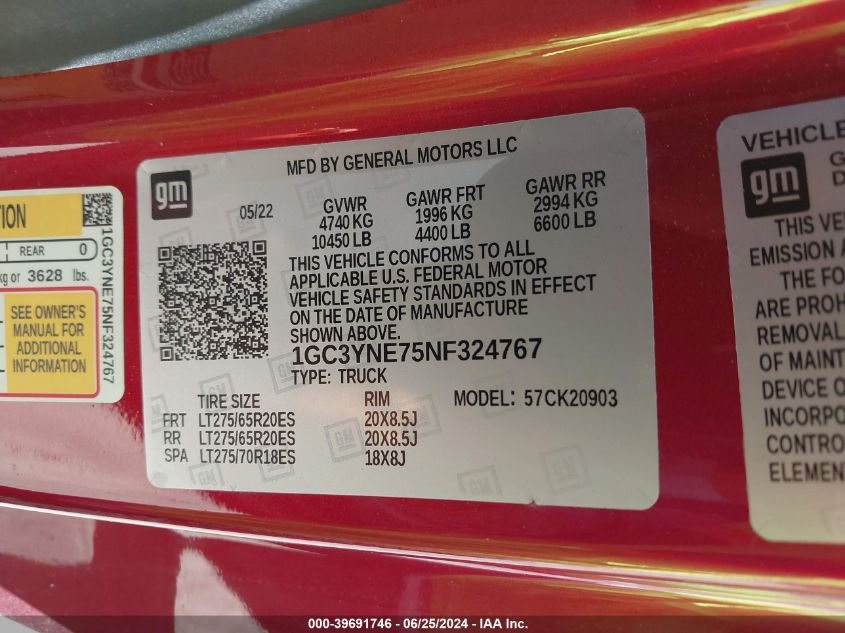 TION
REAR 0
kg or 3628 lbs.
SEE OWNER'S
MANUAL FOR
ADDITIONAL
INFORMATION
1GC3YNE75NF324767
gm
MFD BY GENERAL MOTORS LLC
05/22
GVWR GAWR FRT GAWR RR
4740 KG 1996 KG 2994 KG
10450 LB 4400 LB 6600 LB
THIS VEHICLE CONFORMS TO ALL
APPLICABLE U.S. FEDERAL MOTOR
VEHICLE SAFETY STANDARDS IN EFFECT
ON THE DATE OF MANUFACTURE
SHOWN ABOVE.
1GC3YNE75NF324767
TYPE: TRUCK
TIRE SIZE RIM MODEL: 57CK20903
FRT LT275/65R20ES 20X8.5J
RR LT275/65R20ES 20X8.5J
SPA LT275/70R18ES 18X8J
VEHICLE
gm
G
D
THIS VEH
EMISSION A
THE FO
ARE PROH
REMOVAL
OF MAINT
DEVICE O
INCORPO
CONTRO
ELEMEN
000-39691746 - 06/25/2024 - IAA Inc.